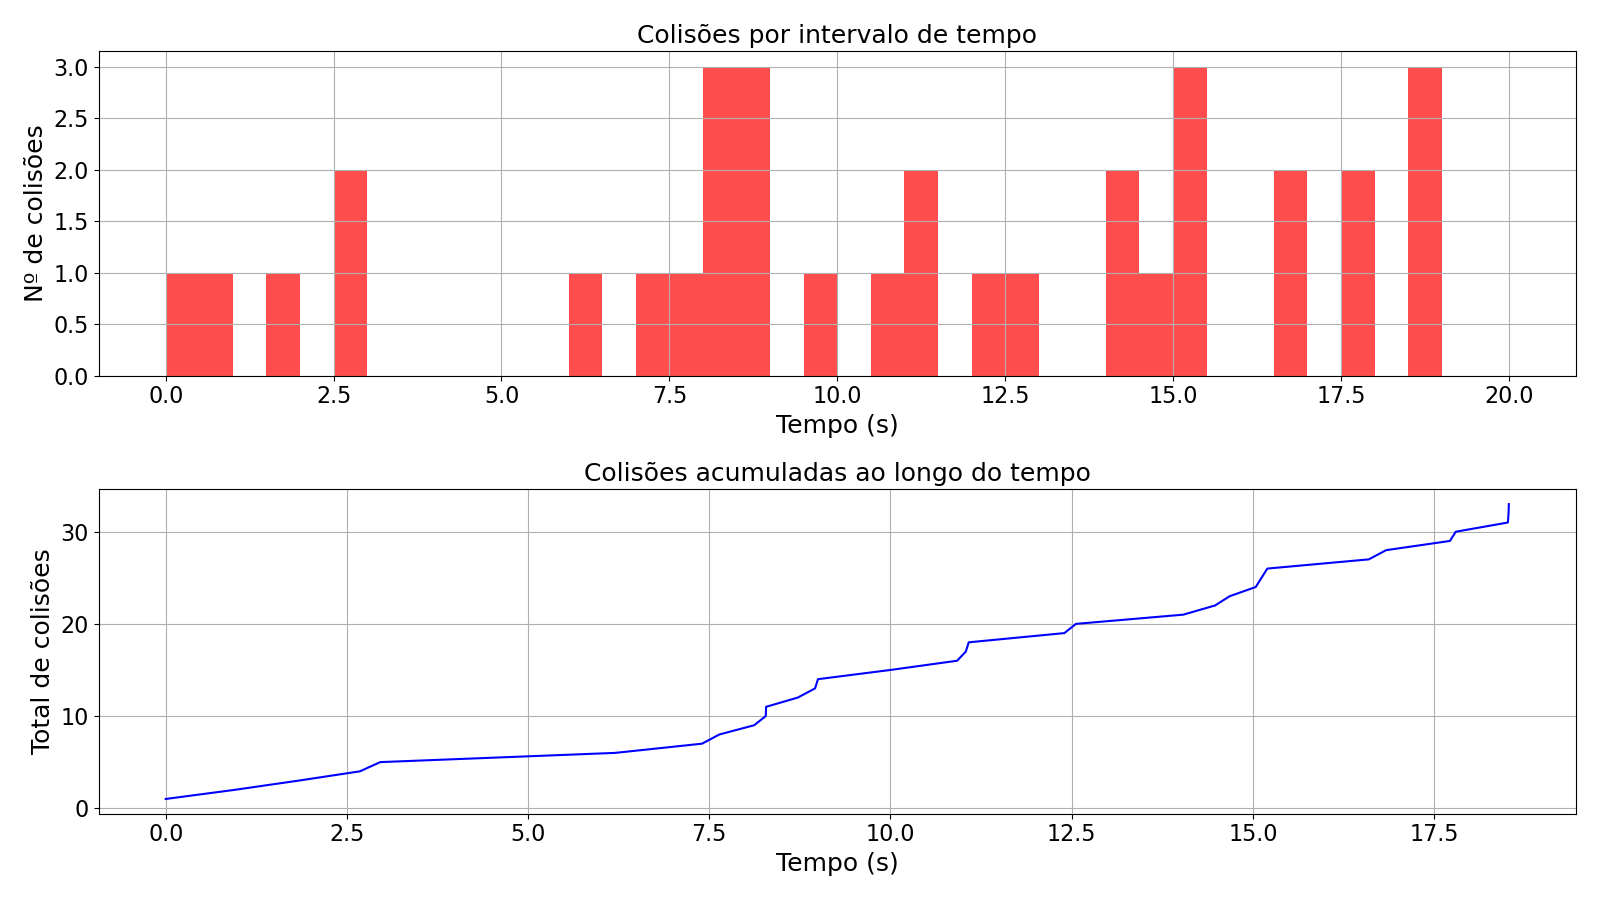 Colisões por intervalo de tempo
3.0
2.5
2.0
1.5
1.0
0.5
0.0
Nº de colisões
0.0 2.5 5.0 7.5 10.0 12.5 15.0 17.5 20.0
Tempo (s)
Colisões acumuladas ao longo do tempo
30
20
10
0
Total de colisões
0.0 2.5 5.0 7.5 10.0 12.5 15.0 17.5
Tempo (s)